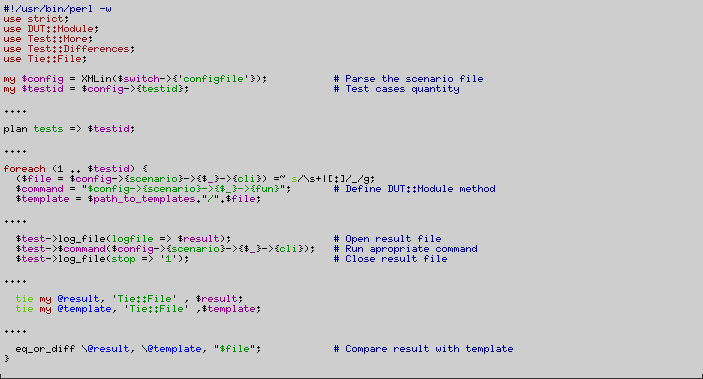 #!/usr/bin/perl -w
use strict;
use DUT::Module;
use Test::More;
use Test::Differences;
use Tie::File;
my $config = XMLin($switch->{'configfile'}); # Parse the scenario file
my $testid = $config->{testid}; # Test cases quantity
....
plan tests => $testid;
....
foreach (1 .. $testid) {
($file = $config->{scenario}->{$_}->{cli}) =~ s/\s+|[:]/_/g;
$command = "$config->{scenario}->{$_}->{fun}"; # Define DUT::Module method
$template = $path_to_templates."/".$file;
....
$test->log_file(logfile => $result); # Open result file
$test->$command($config->{scenario}->{$_}->{cli}); # Run apropriate command
$test->log_file(stop => '1'); # Close result file
....
tie my @result, 'Tie::File' , $result;
tie my @template, 'Tie::File' ,$template;
....
eq_or_diff \@result, \@template, "$file"; # Compare result with template
}